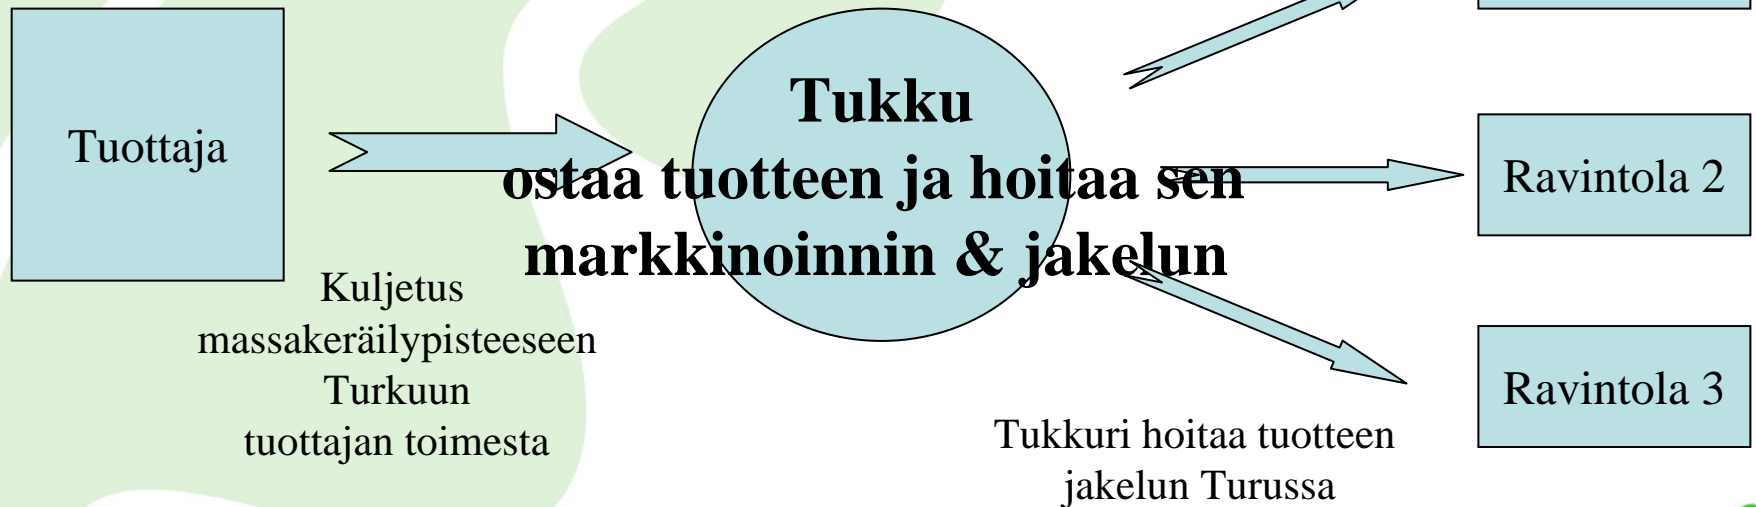 Tuottaja
Kuljetus
massakeräilypisteeseen
Turkuun
tuottajan toimesta
Tukku
ostaa tuotteen ja hoitaa sen
markkinoinnin & jakelun
Tukkuri hoitaa tuotteen
jakelun Turussa
Ravintola 2
Ravintola 3